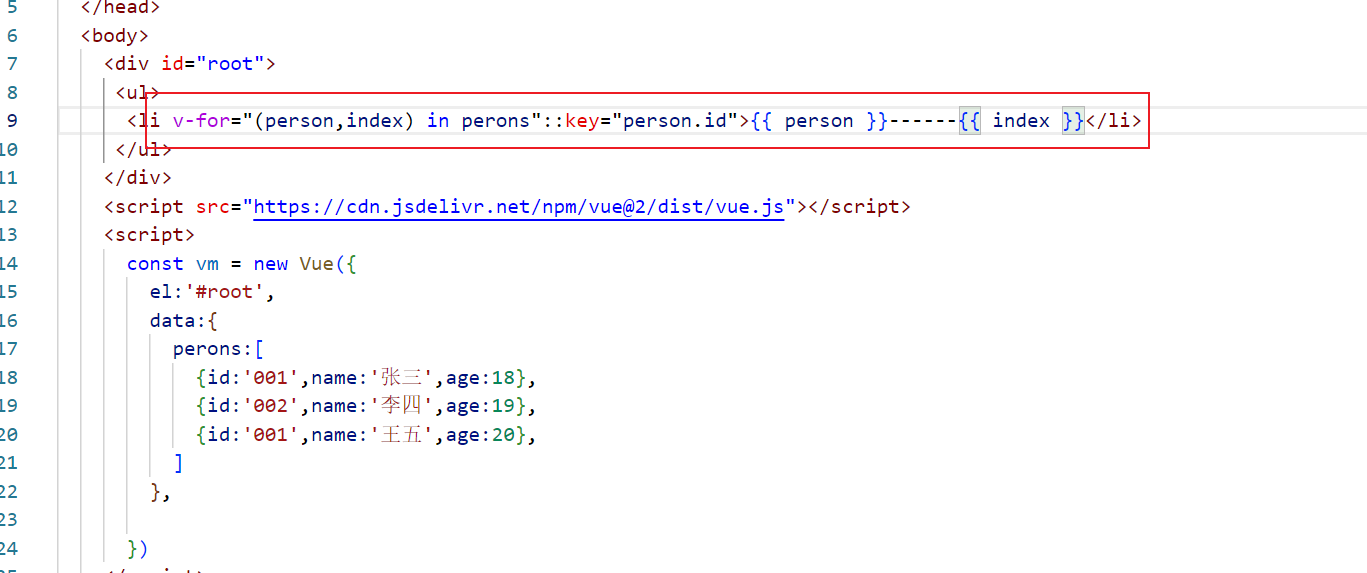 5 </head>
6 <body>
7 <div id="root">
8 <ul>
9 <li v-for="(person,index) in perons"::key="person.id">{{ person }}------{{ index }}</li>
10 </ul>
11 </div>
12 <script src="https://cdn.jsdelivr.net/npm/vue@2/dist/vue.js"></script>
13 <script>
14 const vm = new Vue({
15 el:'#root',
16 data:{
17 perons:[
18 {id:'001',name:'张三',age:18},
19 {id:'002',name:'李四',age:19},
20 {id:'001',name:'王五',age:20},
21 ]
22 },
23
24 })